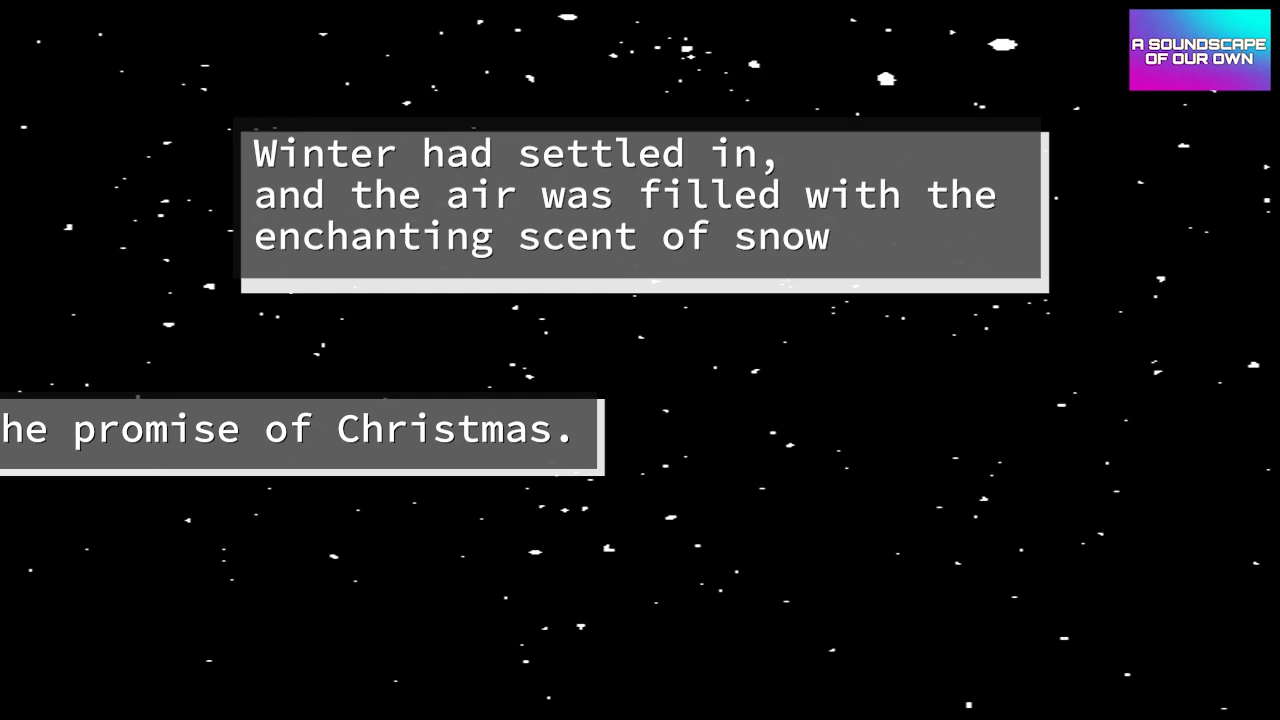 A SOUNDSCAPE
OF OUR OWN
Winter had settled in,
and the air was filled with the
enchanting scent of snow
he promise of Christmas.